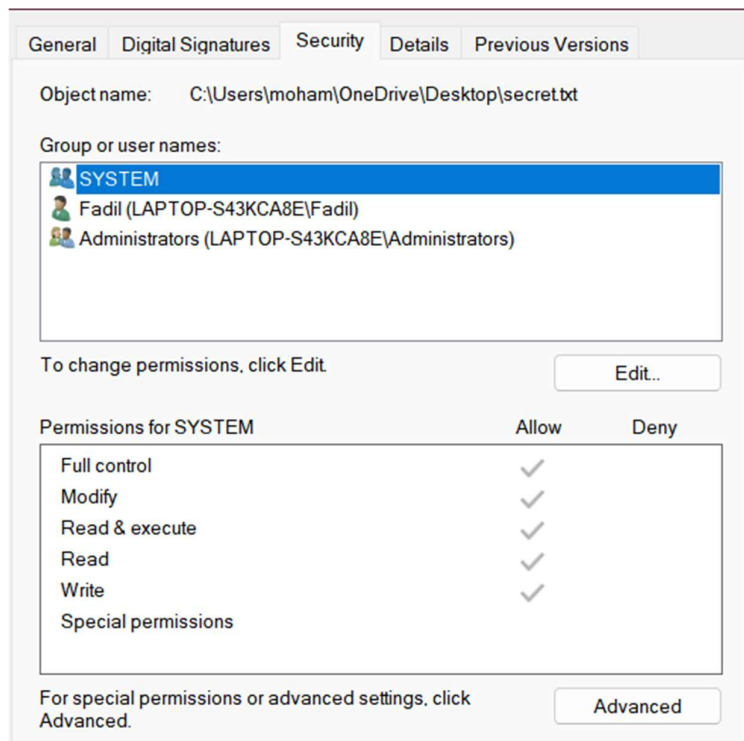 General Digital Signatures Security Details Previous Versions
Object name: C:\Users\moham\OneDrive\Desktop\secret.txt
Group or user names:
SYSTEM
Fadil (LAPTOP-S43KCA8E\Fadil)
Administrators (LAPTOP-S43KCA8E\Administrators)
To change permissions, click Edit.
Edit...
Permissions for SYSTEM Allow Deny
Full control
Modify
Read & execute
Read
Write
Special permissions
For special permissions or advanced settings, click
Advanced.
Advanced